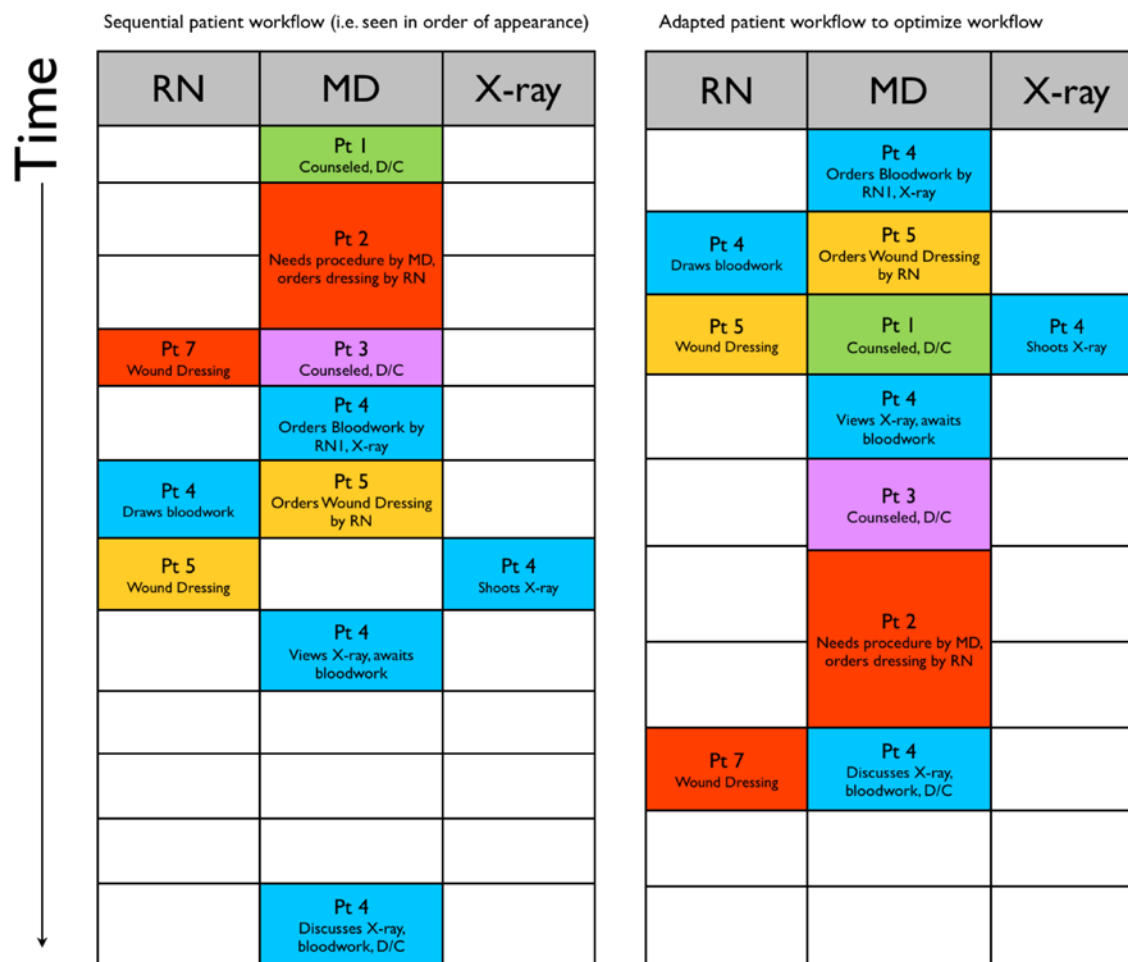 Sequential patient workflow (i.e. seen in order of appearance)
Time
RN MD X-ray
Pt 1
Counseled, D/C
Pt 2
Needs procedure by MD,
orders dressing by RN
Pt 7
Wound Dressing
Pt 3
Counseled, D/C
Pt 4
Orders Bloodwork by
RN1, X-ray
Pt 4
Draws bloodwork
Pt 5
Orders Wound Dressing
by RN
Pt 5
Wound Dressing
Pt 4
Shoots X-ray
Pt 4
Views X-ray, awaits
bloodwork
Pt 4
Discusses X-ray,
bloodwork, D/C
Adapted patient workflow to optimize workflow
RN MD X-ray
Pt 4
Orders Bloodwork by
RN1, X-ray
Pt 4
Draws bloodwork
Pt 5
Orders Wound Dressing
by RN
Pt 5
Wound Dressing
Pt 1
Counseled, D/C
Pt 4
Shoots X-ray
Pt 4
Views X-ray, awaits
bloodwork
Pt 3
Counseled, D/C
Pt 2
Needs procedure by MD,
orders dressing by RN
Pt 7
Wound Dressing
Pt 4
Discusses X-ray,
bloodwork, D/C